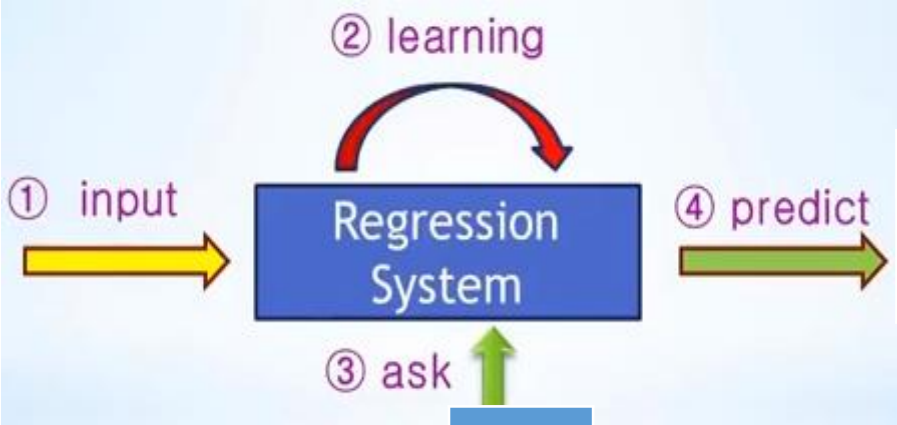 ② learning
① input
Regression
System
④ predict
③ ask